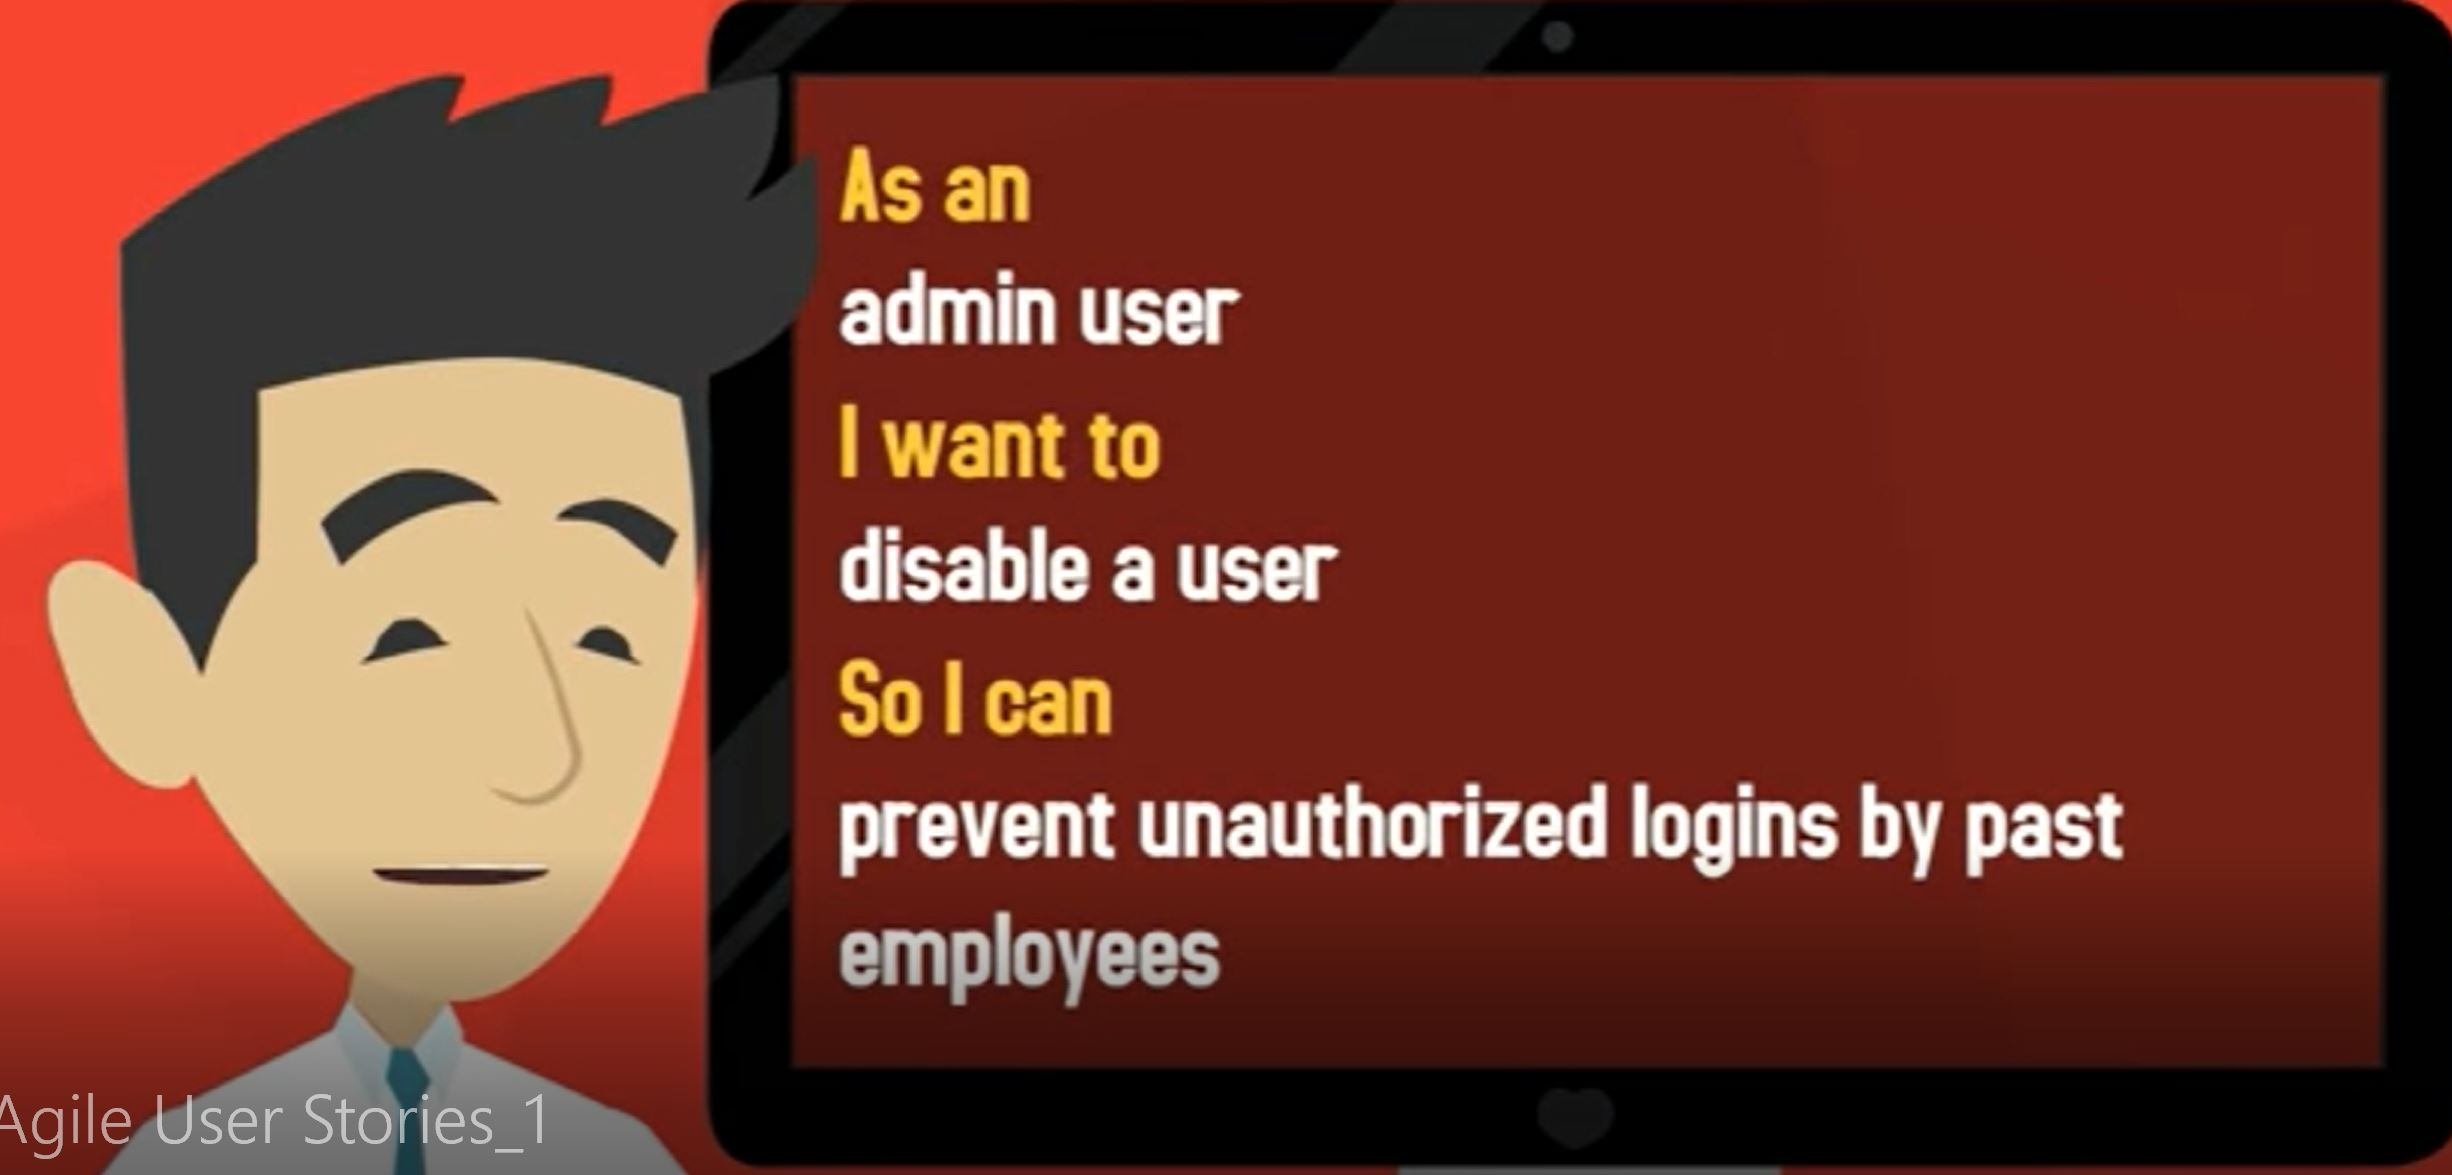 As an
admin user
I want to
disable a user
So I can
prevent unauthorized logins by past
employees
Agile User Stories_1